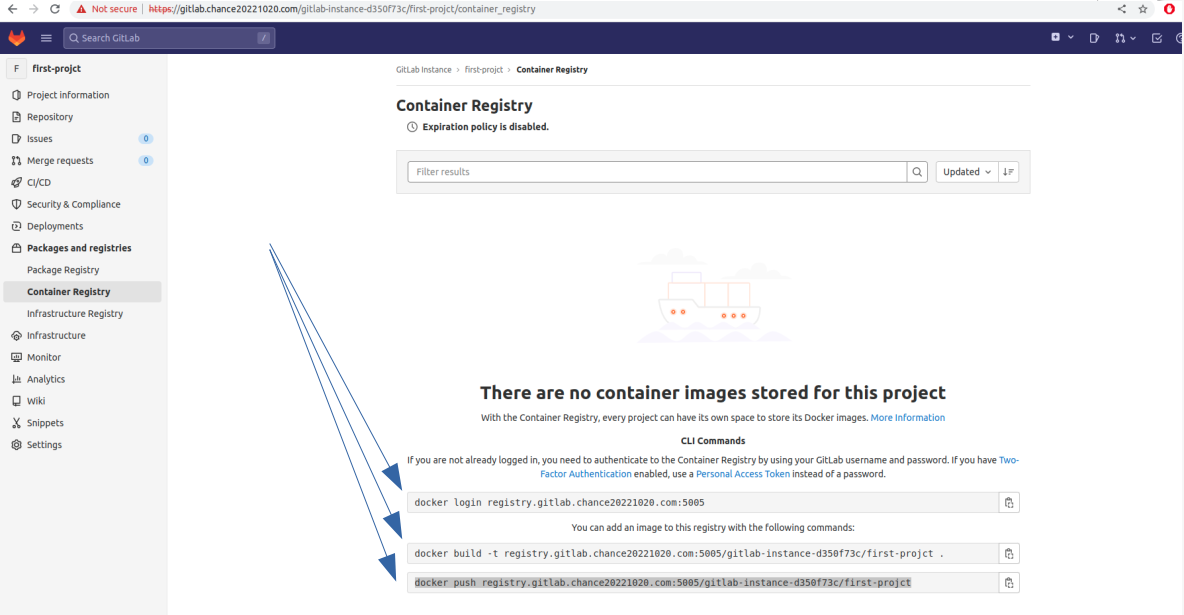 Not secure | https://gitlab.chance20221020.com/gitlab-instance-d350f73c/first-projct/container_registry
Search GitLab /
F first-projct
Project information
Repository
Issues 0
Merge requests 0
CI/CD
Security & Compliance
Deployments
Packages and registries
Package Registry
Container Registry
Infrastructure Registry
Infrastructure
Monitor
Analytics
Wiki
Snippets
Settings
GitLab Instance › first-projct › Container Registry
Container Registry
Expiration policy is disabled.
Filter results
Updated
There are no container images stored for this project
With the Container Registry, every project can have its own space to store its Docker images. More Information
CLI Commands
If you are not already logged in, you need to authenticate to the Container Registry by using your GitLab username and password. If you have Two-
Factor Authentication enabled, use a Personal Access Token instead of a password.
docker login registry.gitlab.chance20221020.com:5005
You can add an image to this registry with the following commands:
docker build -t registry.gitlab.chance20221020.com:5005/gitlab-instance-d350f73c/first-projct .
docker push registry.gitlab.chance20221020.com:5005/gitlab-instance-d350f73c/first-projct